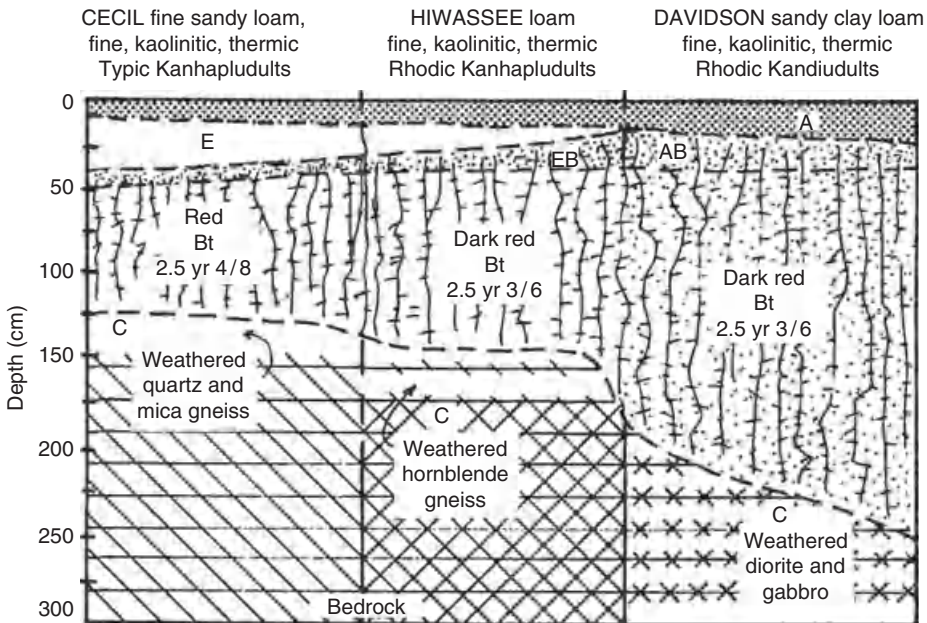 CECIL fine sandy loam,
fine, kaolinitic, thermic
Typic Kanhapludults
HIWASSEE loam
fine, kaolinitic, thermic
Rhodic Kanhapludults
DAVIDSON sandy clay loam
fine, kaolinitic, thermic
Rhodic Kandiudults
Depth (cm)
0
50
100
150
200
250
300
A
E
EB
AB
Red
Bt
2.5 yr 4/8
Dark red
Bt
2.5 yr 3/6
Dark red
Bt
2.5 yr 3/6
C
Weathered
quartz and
mica gneiss
C
Weathered
hornblende
gneiss
C
Weathered
diorite and
gabbro
Bedrock